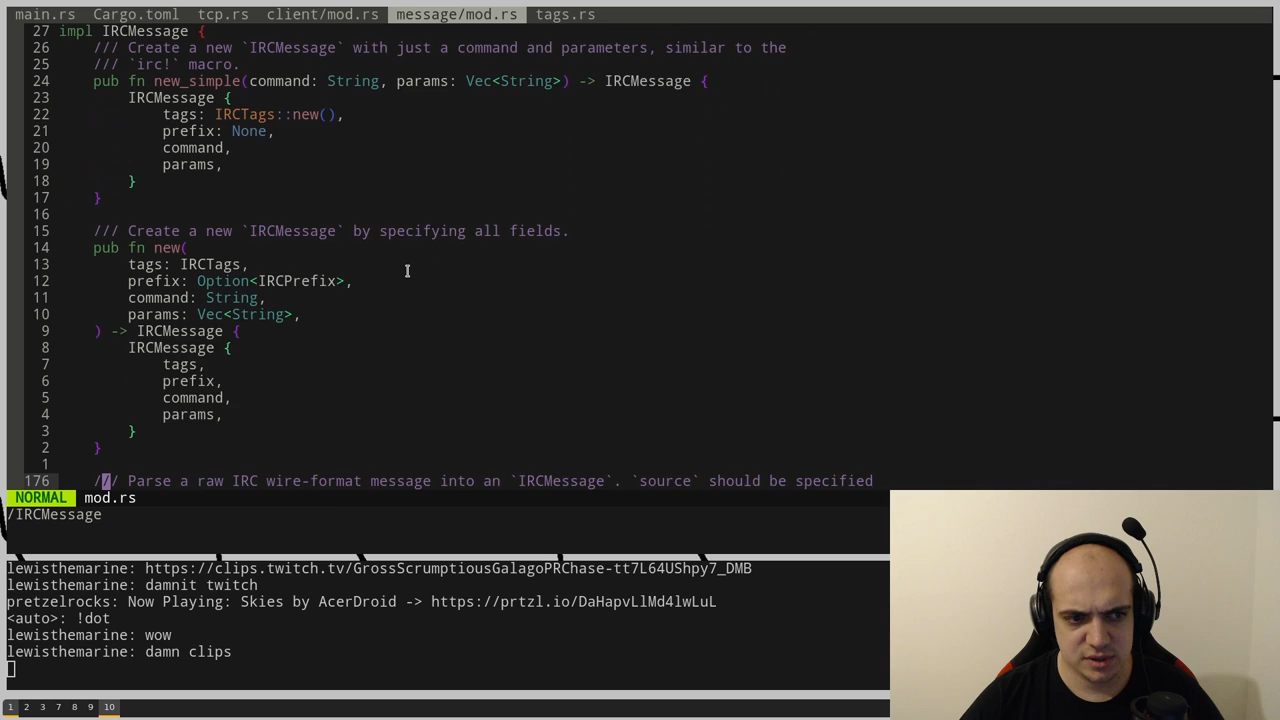 main.rs Cargo.toml tcp.rs client/mod.rs message/mod.rs tags.rs
27 impl IRCMessage {
26 /// Create a new `IRCMessage` with just a command and parameters, similar to the
25 /// `irc!` macro.
24 pub fn new_simple(command: String, params: Vec<String>) -> IRCMessage {
23 IRCMessage {
22 tags: IRCTags::new(),
21 prefix: None,
20 command,
19 params,
18 }
17 }
16
15 /// Create a new `IRCMessage` by specifying all fields.
14 pub fn new(
13 tags: IRCTags,
12 prefix: Option<IRCPrefix>,
11 command: String,
10 params: Vec<String>,
9 ) -> IRCMessage {
8 IRCMessage {
7 tags,
6 prefix,
5 command,
4 params,
3 }
2 }
1
176 /// Parse a raw IRC wire-format message into an `IRCMessage`. `source` should be specified
NORMAL mod.rs
/IRCMessage
lewisthemarine: https://clips.twitch.tv/GrossScrumptiousGalagoPRChase-tt7L64UShpy7_DMB
lewisthemarine: damnit twitch
pretzelrocks: Now Playing: Skies by AcerDroid -> https://prtzl.io/DaHapvLlMd4lwLuL
<auto>: !dot
lewisthemarine: wow
lewisthemarine: damn clips
1 2 3 7 8 9 10